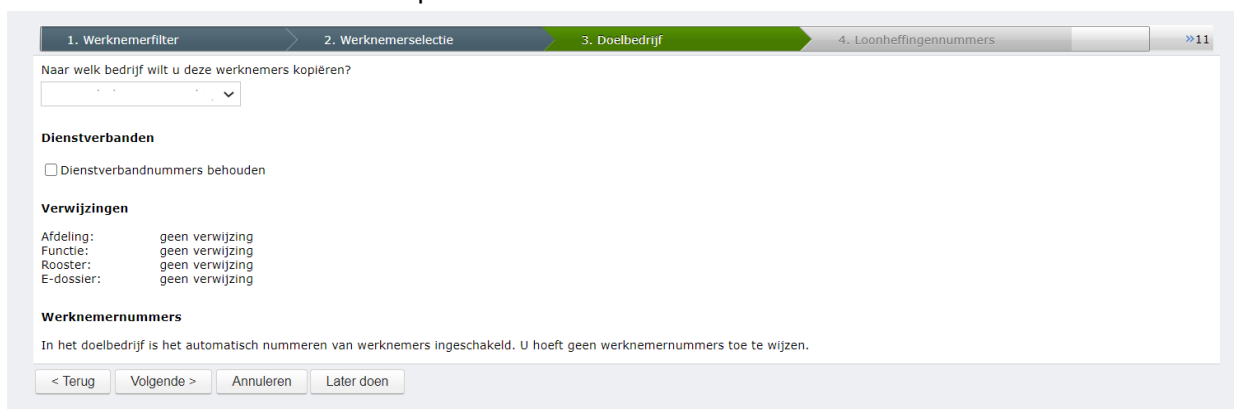 1. Werknemerfilter 2. Werknemerselectie 3. Doelbedrijf 4. Loonheffingennummers »11
Naar welk bedrijf wilt u deze werknemers kopiëren?
Dienstverbanden
Dienstverbandnummers behouden
Verwijzingen
Afdeling: geen verwijzing
Functie: geen verwijzing
Rooster: geen verwijzing
E-dossier: geen verwijzing
Werknemernummers
In het doelbedrijf is het automatisch nummeren van werknemers ingeschakeld. U hoeft geen werknemernummers toe te wijzen.
< Terug Volgende > Annuleren Later doen